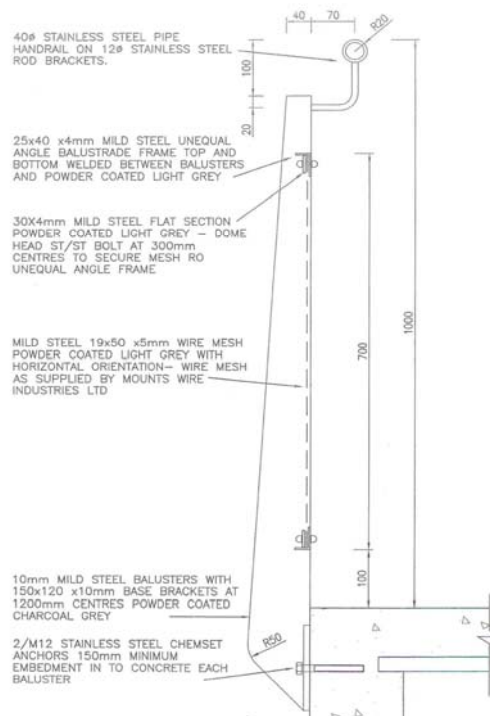 40 70
R20
40ø STAINLESS STEEL PIPE
HANDRAIL ON 12ø STAINLESS STEEL
ROD BRACKETS.
100
20
25x40 x4mm MILD STEEL UNEQUAL
ANGLE BALUSTRADE FRAME TOP AND
BOTTOM WELDED BETWEEN BALUSTERS
AND POWDER COATED LIGHT GREY
30X4mm MILD STEEL FLAT SECTION
POWDER COATED LIGHT GREY – DOME
HEAD ST/ST BOLT AT 300mm
CENTRES TO SECURE MESH RO
UNEQUAL ANGLE FRAME
1000
700
MILD STEEL 19x50 x5mm WIRE MESH
POWDER COATED LIGHT GREY WITH
HORIZONTAL ORIENTATION– WIRE MESH
AS SUPPLIED BY MOUNTS WIRE
INDUSTRIES LTD
100
10mm MILD STEEL BALUSTERS WITH
150x120 x10mm BASE BRACKETS AT
1200mm CENTRES POWDER COATED
CHARCOAL GREY
R50
2/M12 STAINLESS STEEL CHEMSET
ANCHORS 150mm MINIMUM
EMBEDMENT IN TO CONCRETE EACH
BALUSTER